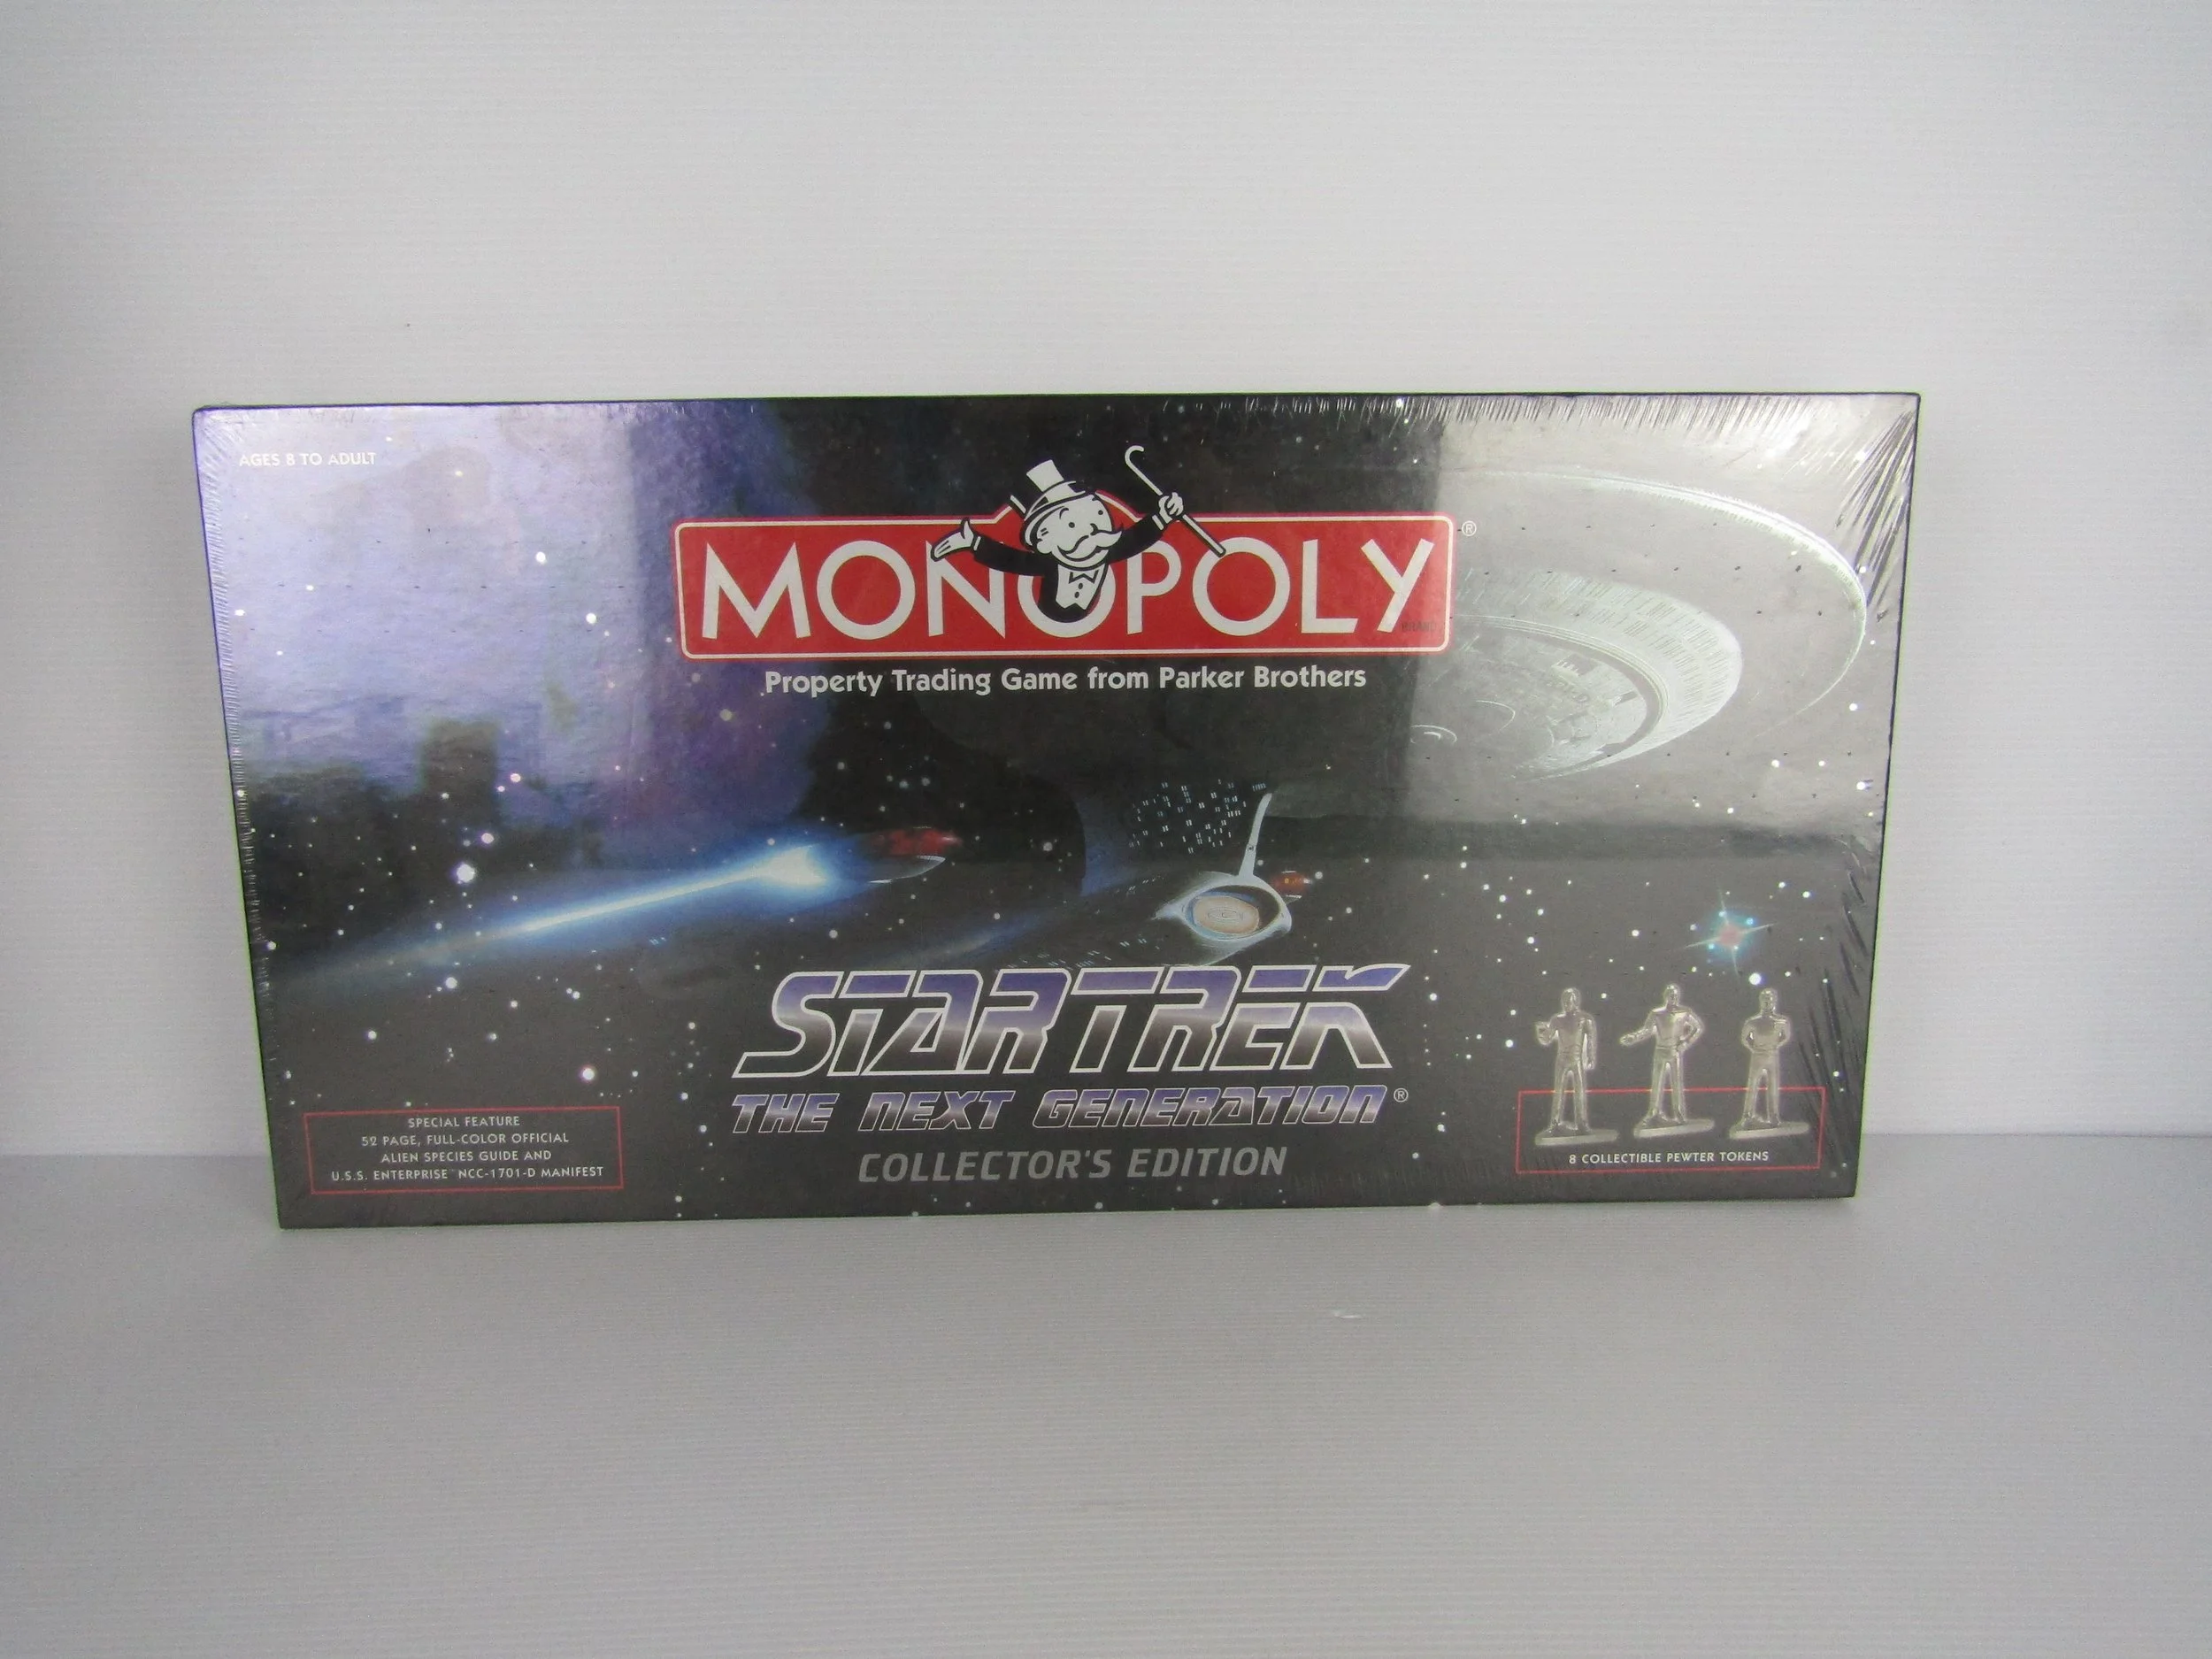 AGES 8 TO ADULT
MONOPOLY®
Property Trading Game from Parker Brothers
STAR TREK
THE NEXT GENERATION®
COLLECTOR'S EDITION
SPECIAL FEATURE
52 PAGE, FULL-COLOR OFFICIAL
ALIEN SPECIES GUIDE AND
U.S.S. ENTERPRISE™ NCC-1701-D MANIFEST
8 COLLECTIBLE PEWTER TOKENS